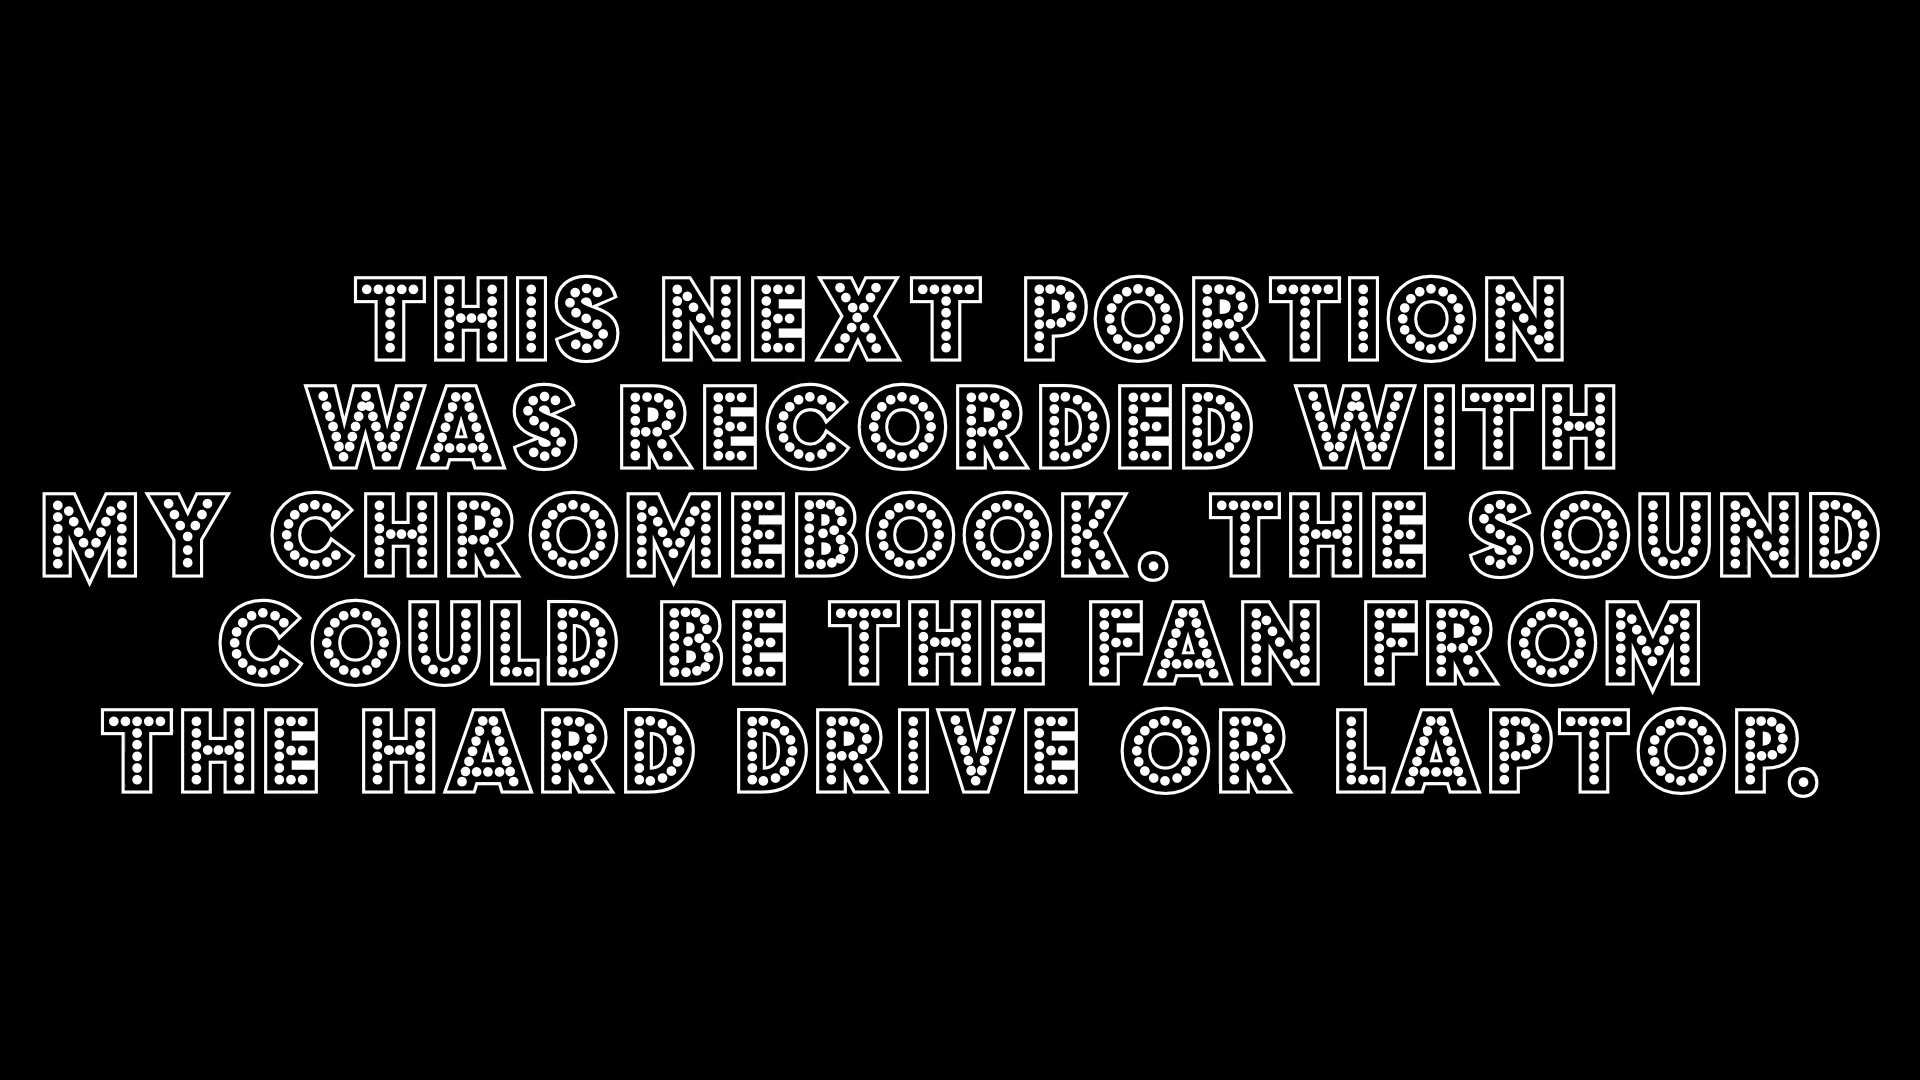 THIS NEXT PORTION
WAS RECORDED WITH
MY CHROMEBOOK. THE SOUND
COULD BE THE FAN FROM
THE HARD DRIVE OR LAPTOP.